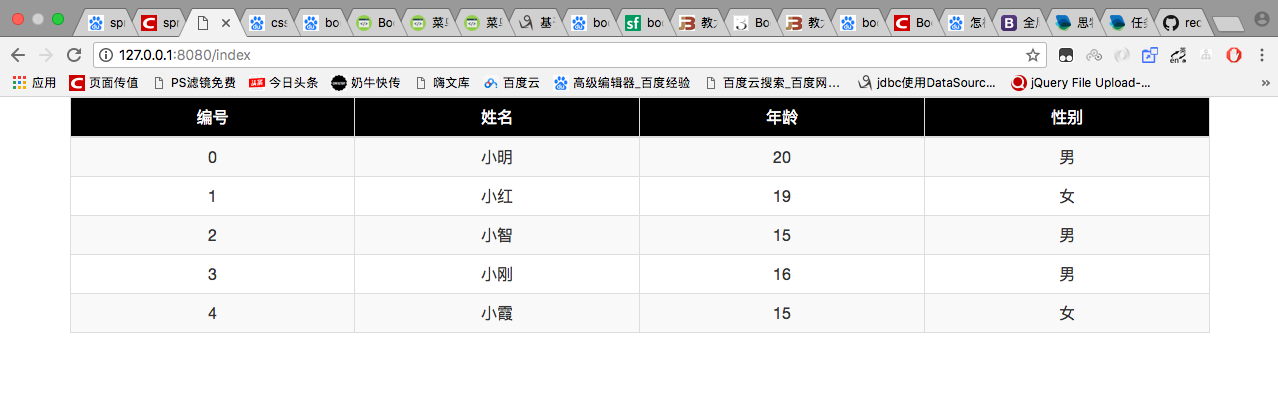 spr
spr
css
bo
Bo
菜单
菜单
基
bo
bo
教
Bo
教
bo
Bo
怎
全
思
任务
rec
127.0.0.1:8080/index
en
应用 页面传值 PS滤镜免费 今日头条 奶牛快传 嗨文库 百度云 高级编辑器_百度经验 百度云搜索_百度网... jdbc使用DataSourc... jQuery File Upload-... »
编号 姓名 年龄 性别
0 小明 20 男
1 小红 19 女
2 小智 15 男
3 小刚 16 男
4 小霞 15 女